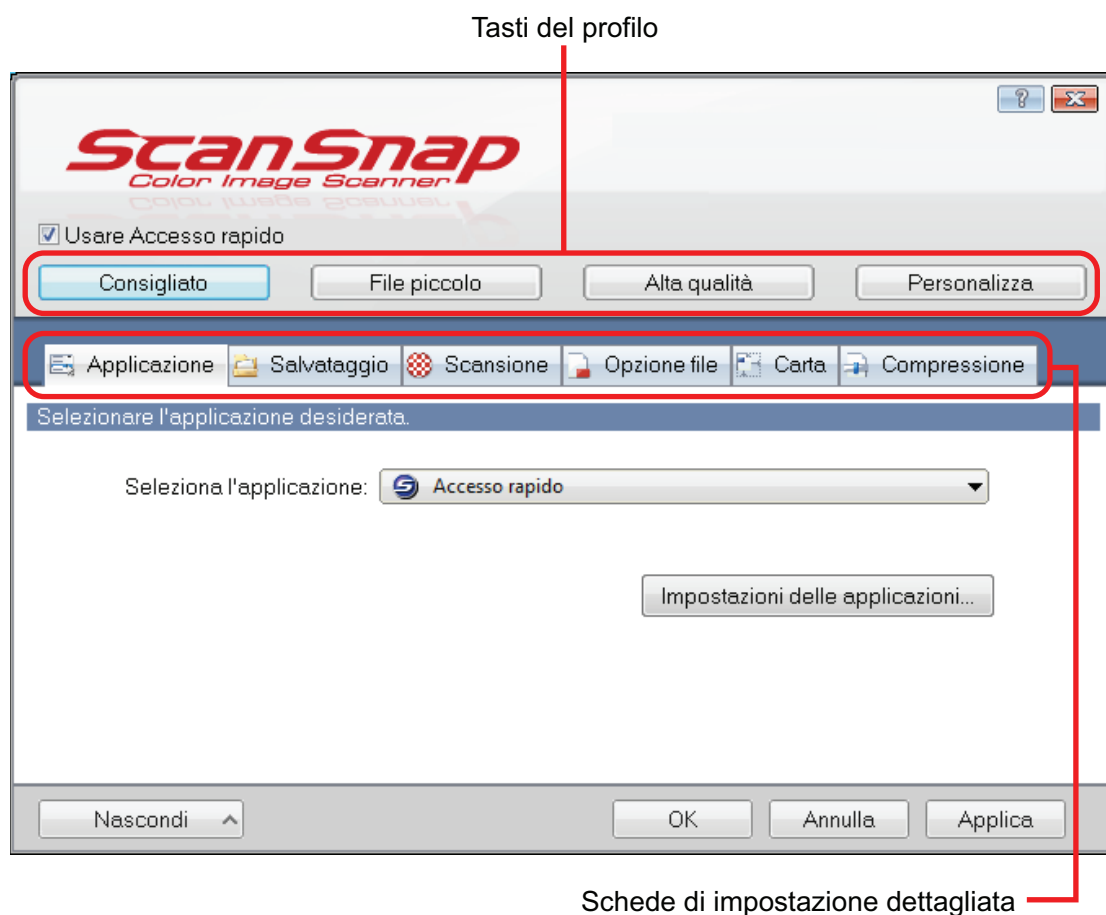 Tasti del profilo
ScanSnap
Color Image Scanner
Usare Accesso rapido
Consigliato File piccolo Alta qualità Personalizza
Applicazione Salvataggio Scansione Opzione file Carta Compressione
Selezionare l'applicazione desiderata.
Seleziona l'applicazione: Accesso rapido
Impostazioni delle applicazioni...
Nascondi OK Annulla Applica
Schede di impostazione dettagliata